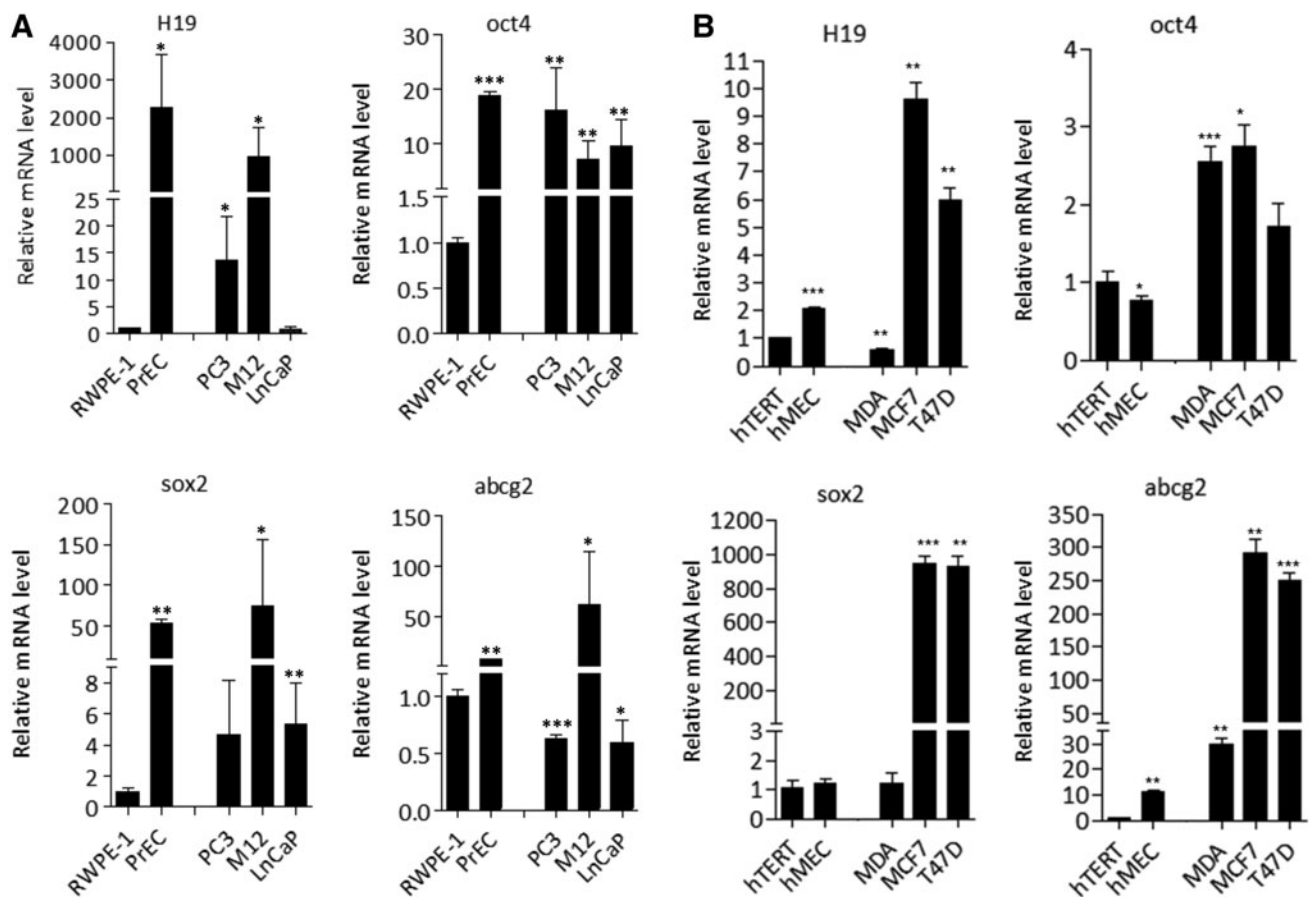 A
H19
Relative mRNA level
4000
3000
2000
1000
25
20
15
10
5
0
*
*
*
RWPE-1
PrEC
PC3
M12
LnCaP
oct4
Relative mRNA level
30
20
10
1.5
1.0
0.5
0.0
***
**
**
**
RWPE-1
PrEC
PC3
M12
LnCaP
B
H19
Relative mRNA level
11
10
9
8
7
6
5
4
3
2
1
0
***
**
**
**
hTERT
hMEC
MDA
MCF7
T47D
oct4
Relative mRNA level
4
3
2
1
0
*
***
*
hTERT
hMEC
MDA
MCF7
T47D
sox2
Relative mRNA level
200
150
100
50
8
6
4
2
0
**
*
**
RWPE-1
PrEC
PC3
M12
LnCaP
abcg2
Relative mRNA level
150
100
50
1.0
0.5
0.0
**
***
*
*
RWPE-1
PrEC
PC3
M12
LnCaP
sox2
Relative mRNA level
1200
1000
800
600
400
200
3
2
1
0
***
**
hTERT
hMEC
MDA
MCF7
T47D
abcg2
Relative mRNA level
350
300
250
200
150
100
50
30
20
10
0
**
**
**
***
hTERT
hMEC
MDA
MCF7
T47D